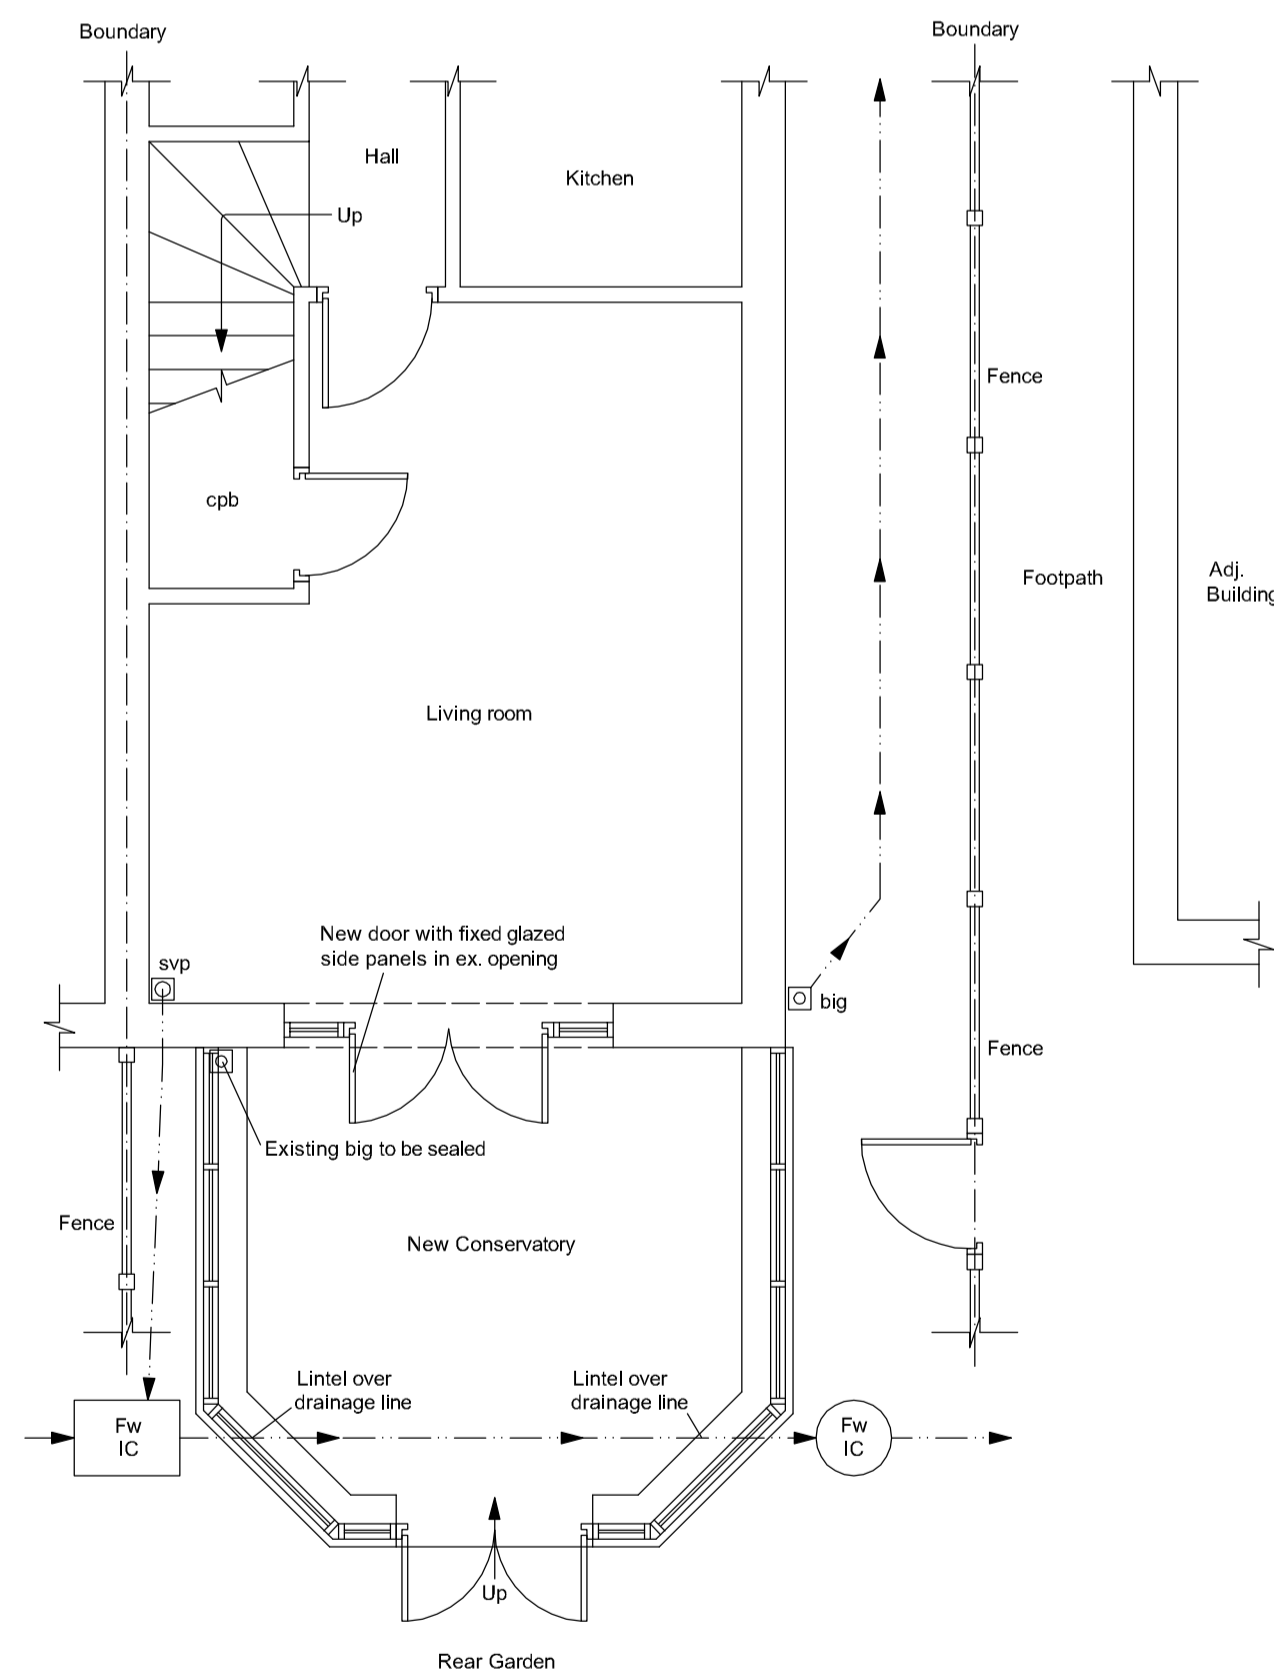 Boundary
Boundary
Hall
Kitchen
Up
Fence
cpb
Footpath
Adj.
Building
Living room
New door with fixed glazed
side panels in ex. opening
svp
big
Fence
Existing big to be sealed
Fence
New Conservatory
Lintel over
drainage line
Lintel over
drainage line
Fw
IC
Fw
IC
Up
Rear Garden